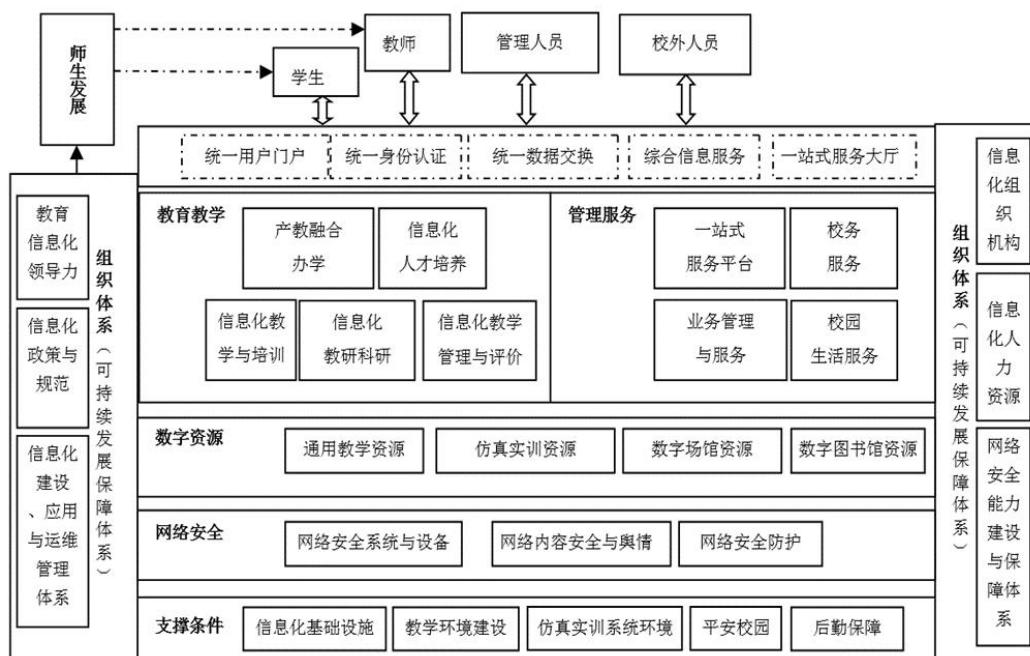 师生发展
教师
管理人员
校外人员
学生
统一用户门户
统一身份认证
统一数据交换
综合信息服务
一站式服务大厅
教育
信息化
领导力
信息化
政策与
规范
信息化
建设
、应用
与运维
管理
体系
组织体系（可持续发展保障体系）
教育教学
产教融合
办学
信息化
人才培养
信息化教
学与培训
信息化
教研科研
信息化教学
管理与评价
管理服务
一站式
服务平台
校务
服务
业务管理
与服务
校园
生活服务
数字资源
通用教学资源
仿真实训资源
数字场馆资源
数字图书馆资源
网络安全
网络安全系统与设备
网络内容安全与舆情
网络安全防护
支撑条件
信息化基础设施
教学环境建设
仿真实训系统环境
平安校园
后勤保障
组织体系（可持续发展保障体系）
信息
化组
织
机构
信息
化人
力
资源
网络
安全
能力
建设
与保
障体
系